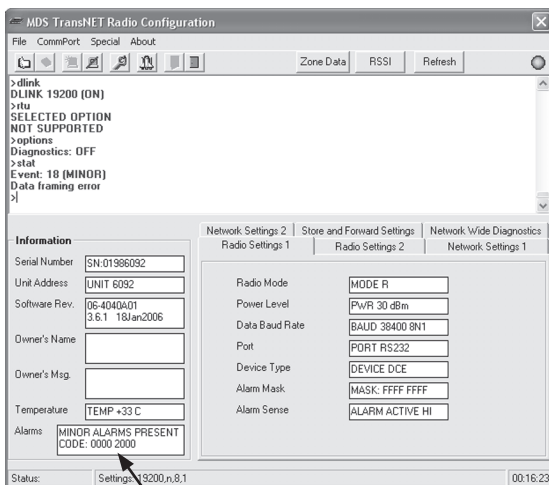 MDS TransNET Radio Configuration
File CommPort Special About
Zone Data RSSI Refresh
>dlink
DLINK 19200 (ON)
>rtu
SELECTED OPTION
NOT SUPPORTED
>options
Diagnostics: OFF
>stat
Event: 18 (MINOR)
Data framing error
>
Information
Serial Number SN:01986092
Unit Address UNIT 6092
Software Rev. 06-4040A01
3.6.1 18Jan2006
Owner's Name
Owner's Msg.
Temperature TEMP +33 C
Alarms MINOR ALARMS PRESENT
CODE: 0000 2000
Network Settings 2 Store and Forward Settings Network Wide Diagnostics
Radio Settings 1 Radio Settings 2 Network Settings 1
Radio Mode MODE R
Power Level PWR 30 dBm
Data Baud Rate BAUD 38400 8N1
Port PORT RS232
Device Type DEVICE DCE
Alarm Mask MASK: FFFF FFFF
Alarm Sense ALARM ACTIVE HI
Status: Settings: 19200,n,8,1 00:16:23